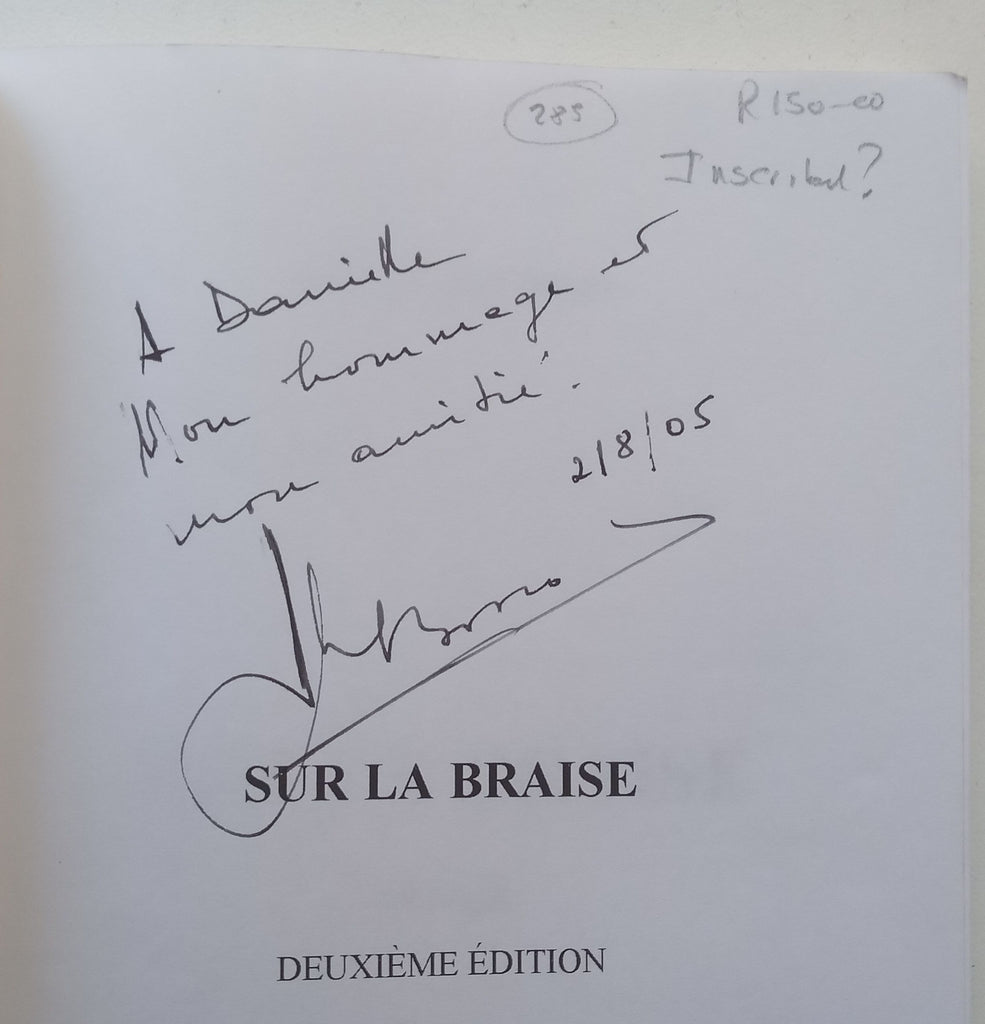 285
R150-00
Inscribed?
A Danielle
Mon hommage et
mon amitié.
2/8/05
SUR LA BRAISE
DEUXIÈME ÉDITION